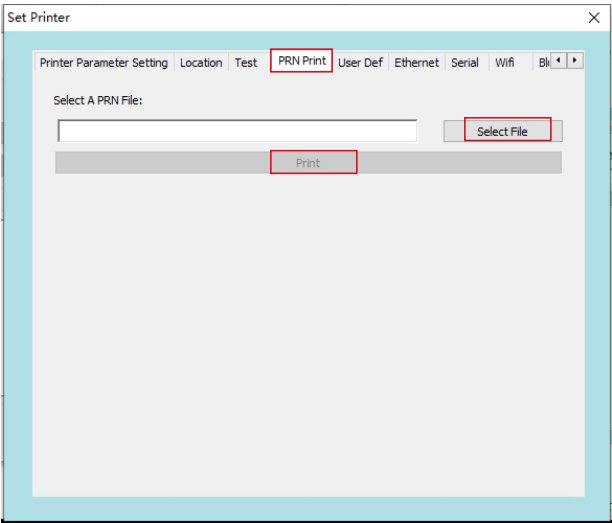 Set Printer
Printer Parameter Setting Location Test PRN Print User Def Ethernet Serial Wifi
Select A PRN File:
Select File
Print